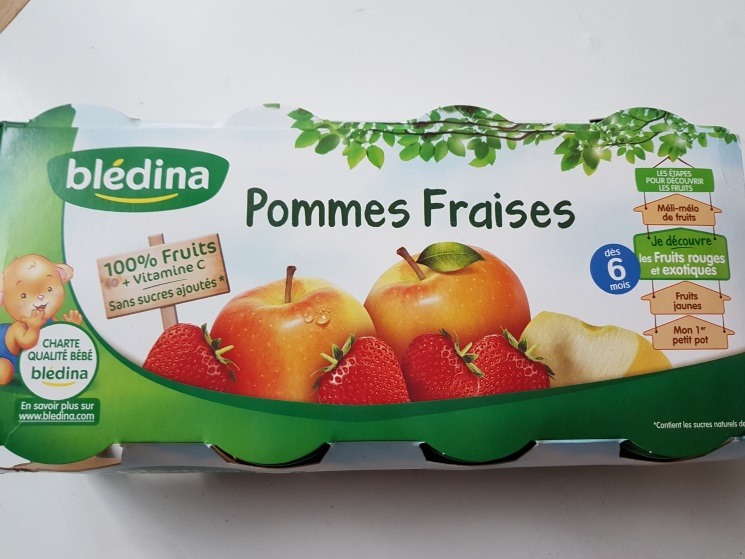 blédina
Pommes Fraises
100% Fruits
+ Vitamine C
Sans sucres ajoutés*
CHARTE
QUALITÉ BÉBÉ
blédina
En savoir plus sur
www.bledina.com
dès
6
mois
LES ÉTAPES
POUR DÉCOUVRIR
LES FRUITS
Méli-mélo
de fruits
Je découvre
les Fruits rouges
et exotiques
Fruits
jaunes
Mon 1er
petit pot
*Contient les sucres naturels de